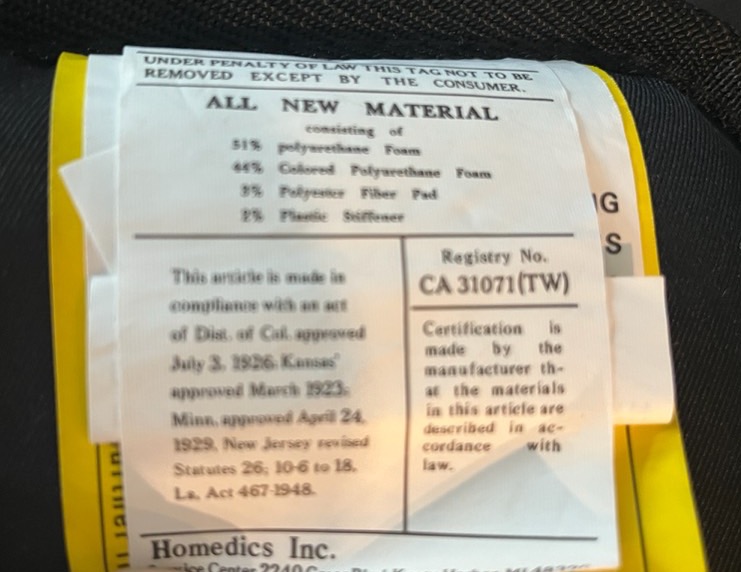 UNDER PENALTY OF LAW THIS TAG NOT TO BE
REMOVED EXCEPT BY THE CONSUMER.
ALL NEW MATERIAL
consisting of
51% polyurethane Foam
44% Colored Polyurethane Foam
3% Polyester Fiber Pad
2% Plastic Stiffener
This article is made in
compliance with an act
of Dist. of Col. approved
July 3, 1926; Kansas'
approved March 1923;
Minn. approved April 24,
1929, New Jersey revised
Statutes 26; 10-6 to 18,
La. Act 467-1948.
Registry No.
CA 31071(TW)
Certification is
made by the
manufacturer th-
at the materials
in this article are
described in ac-
cordance with
law.
Homedics Inc.
Service Center 2240
G
S